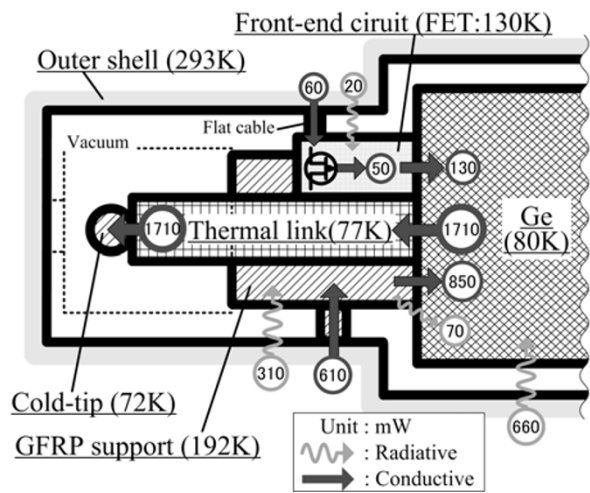 Front-end ciruit (FET:130K)
Outer shell (293K)
60
20
Flat cable
Vacuum
50
130
1710
Thermal link(77K)
1710
Ge
(80K)
850
70
310
610
660
Cold-tip (72K)
GFRP support (192K)
Unit : mW
: Radiative
: Conductive